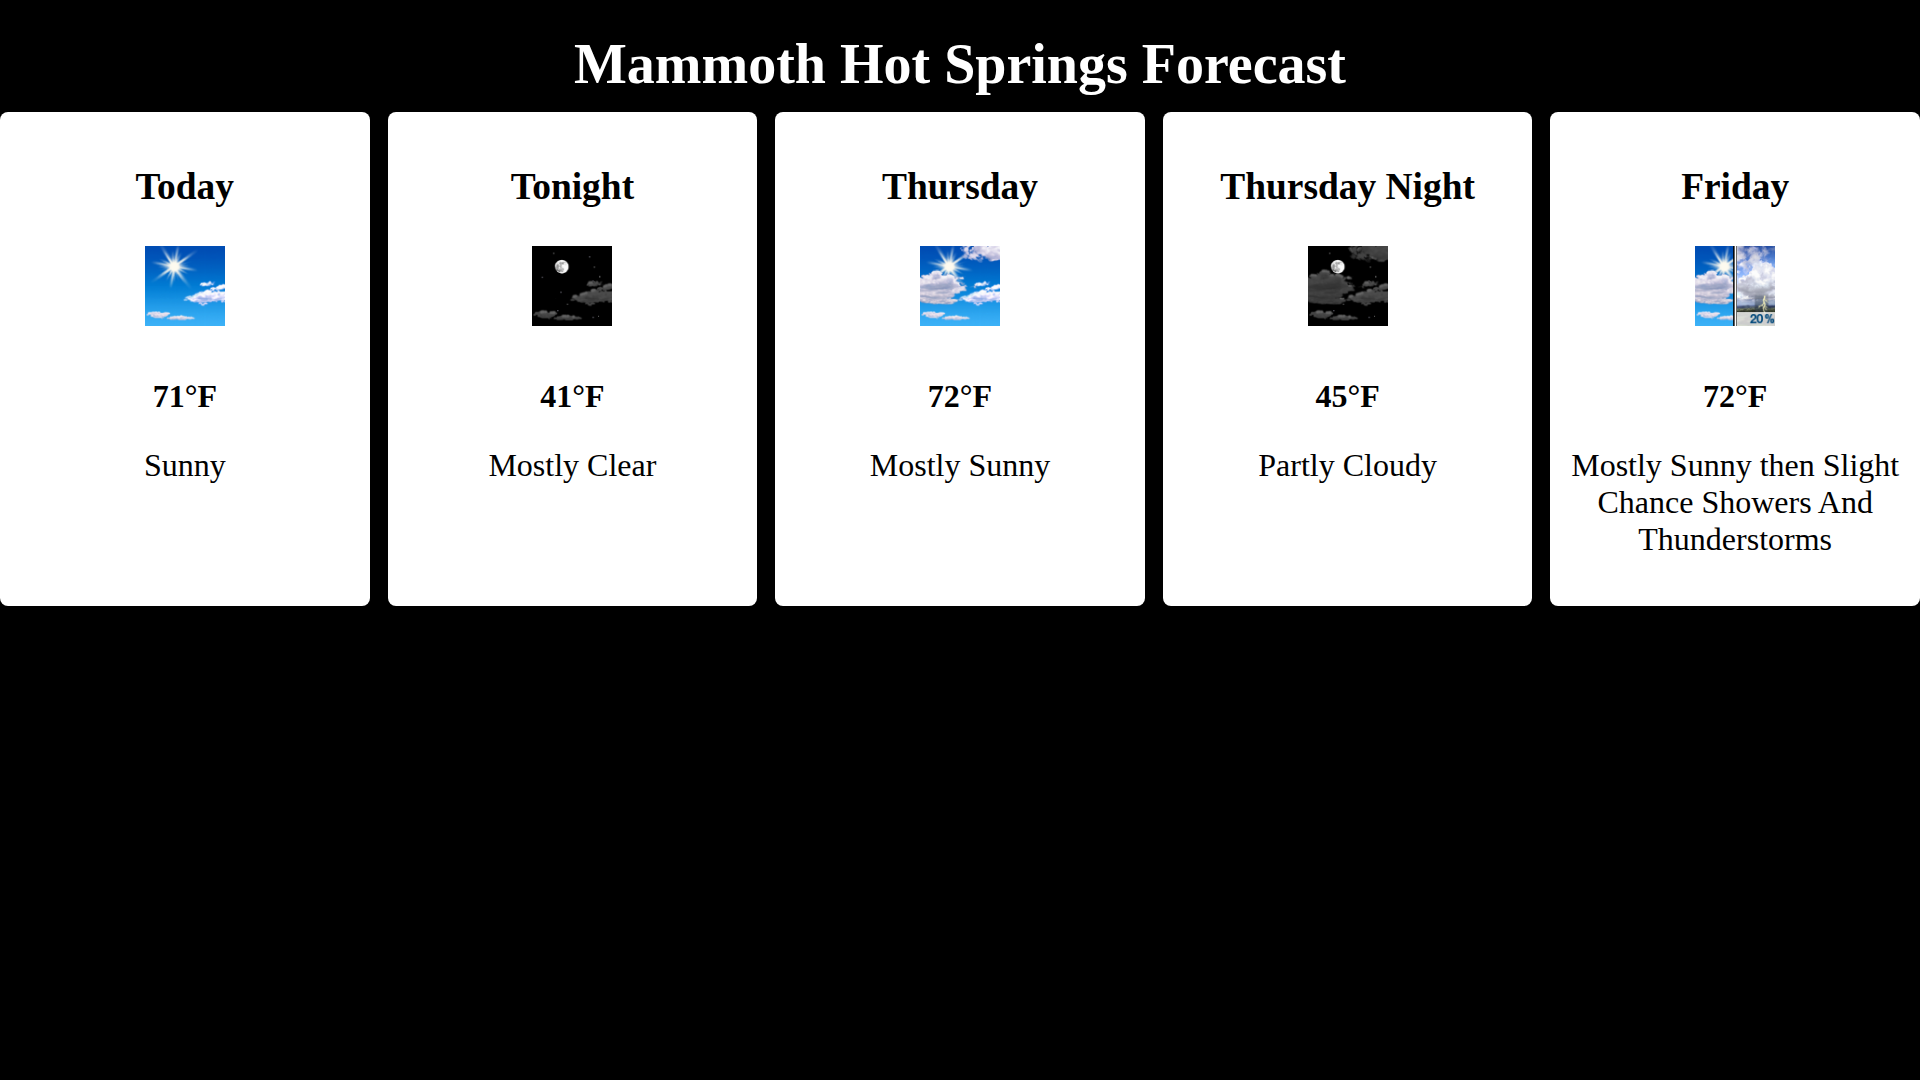 Mammoth Hot Springs Forecast
Today
71°F
Sunny
Tonight
41°F
Mostly Clear
Thursday
72°F
Mostly Sunny
Thursday Night
45°F
Partly Cloudy
Friday
20%
72°F
Mostly Sunny then Slight
Chance Showers And
Thunderstorms